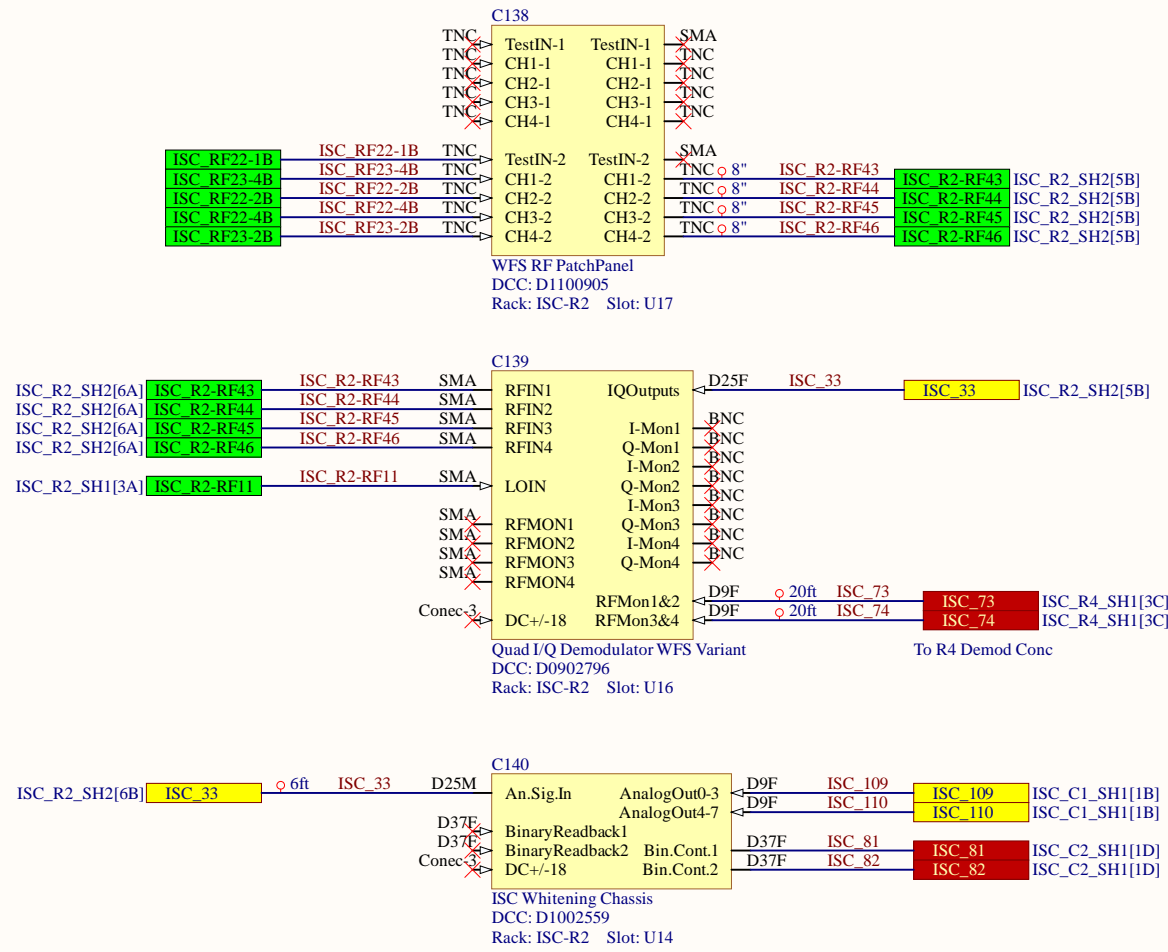 C138
TNC TestIN-1 TestIN-1 SMA
TNC CH1-1 CH1-1 TNC
TNC CH2-1 CH2-1 TNC
TNC CH3-1 CH3-1 TNC
TNC CH4-1 CH4-1 TNC
ISC_RF22-1B ISC_RF22-1B TNC TestIN-2 TestIN-2 SMA
ISC_RF23-4B ISC_RF23-4B TNC CH1-2 CH1-2 TNC 8" ISC_R2-RF43 ISC_R2-RF43 ISC_R2_SH2[5B]
ISC_RF22-2B ISC_RF22-2B TNC CH2-2 CH2-2 TNC 8" ISC_R2-RF44 ISC_R2-RF44 ISC_R2_SH2[5B]
ISC_RF22-4B ISC_RF22-4B TNC CH3-2 CH3-2 TNC 8" ISC_R2-RF45 ISC_R2-RF45 ISC_R2_SH2[5B]
ISC_RF23-2B ISC_RF23-2B TNC CH4-2 CH4-2 TNC 8" ISC_R2-RF46 ISC_R2-RF46 ISC_R2_SH2[5B]
WFS RF PatchPanel
DCC: D1100905
Rack: ISC-R2 Slot: U17
C139
ISC_R2_SH2[6A] ISC_R2-RF43 ISC_R2-RF43 SMA RFIN1 IQOutputs D25F ISC_33 ISC_33 ISC_R2_SH2[5B]
ISC_R2_SH2[6A] ISC_R2-RF44 ISC_R2-RF44 SMA RFIN2
ISC_R2_SH2[6A] ISC_R2-RF45 ISC_R2-RF45 SMA RFIN3 I-Mon1 BNC
ISC_R2_SH2[6A] ISC_R2-RF46 ISC_R2-RF46 SMA RFIN4 Q-Mon1 BNC
I-Mon2 BNC
ISC_R2_SH1[3A] ISC_R2-RF11 ISC_R2-RF11 SMA LOIN Q-Mon2 BNC
I-Mon3 BNC
SMA RFMON1 Q-Mon3 BNC
SMA RFMON2 I-Mon4 BNC
SMA RFMON3 Q-Mon4 BNC
SMA RFMON4
RFMon1&2 D9F 20ft ISC_73 ISC_73 ISC_R4_SH1[3C]
Conec-3 DC+/-18 RFMon3&4 D9F 20ft ISC_74 ISC_74 ISC_R4_SH1[3C]
Quad I/Q Demodulator WFS Variant To R4 Demod Conc
DCC: D0902796
Rack: ISC-R2 Slot: U16
C140
ISC_R2_SH2[6B] ISC_33 6ft ISC_33 D25M An.Sig.In AnalogOut0-3 D9F ISC_109 ISC_109 ISC_C1_SH1[1B]
AnalogOut4-7 D9F ISC_110 ISC_110 ISC_C1_SH1[1B]
D37F BinaryReadback1
D37F BinaryReadback2 Bin.Cont.1 D37F ISC_81 ISC_81 ISC_C2_SH1[1D]
Conec-3 DC+/-18 Bin.Cont.2 D37F ISC_82 ISC_82 ISC_C2_SH1[1D]
ISC Whitening Chassis
DCC: D1002559
Rack: ISC-R2 Slot: U14